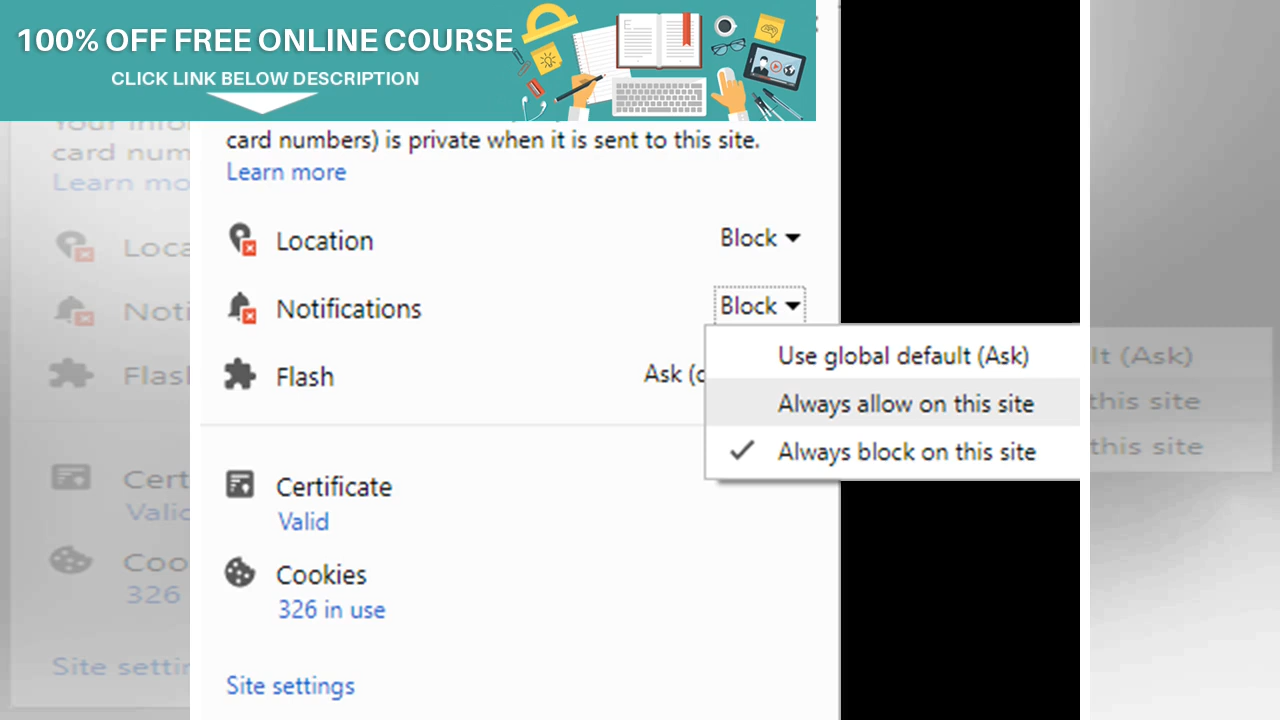 100% OFF FREE ONLINE COURSE
CLICK LINK BELOW DESCRIPTION
card numbers) is private when it is sent to this site.
Learn more
Location
Block
Notifications
Block
Use global default (Ask)
Flash
Ask (
Always allow on this site
Always block on this site
Certificate
Valid
Cookies
326 in use
Site settings